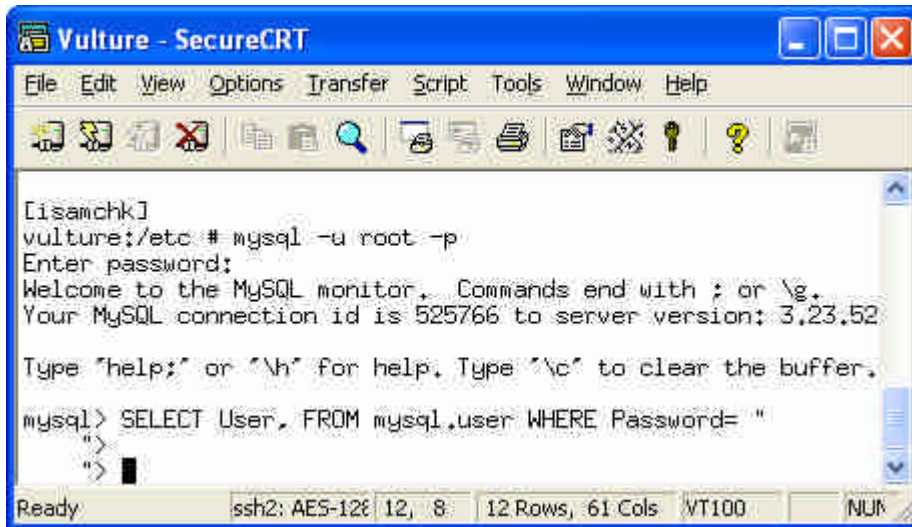 Vulture - SecureCRT
File Edit View Options Transfer Script Tools Window Help
[isamchk]
vulture:/etc # mysql -u root -p
Enter password:
Welcome to the MySQL monitor.  Commands end with ; or \g.
Your MySQL connection id is 525766 to server version: 3.23.52
Type 'help;' or '\h' for help. Type '\c' to clear the buffer.
mysql> SELECT User, FROM mysql.user WHERE Password= "
">
">
Ready ssh2: AES-128 12, 8 12 Rows, 61 Cols VT100 NUM